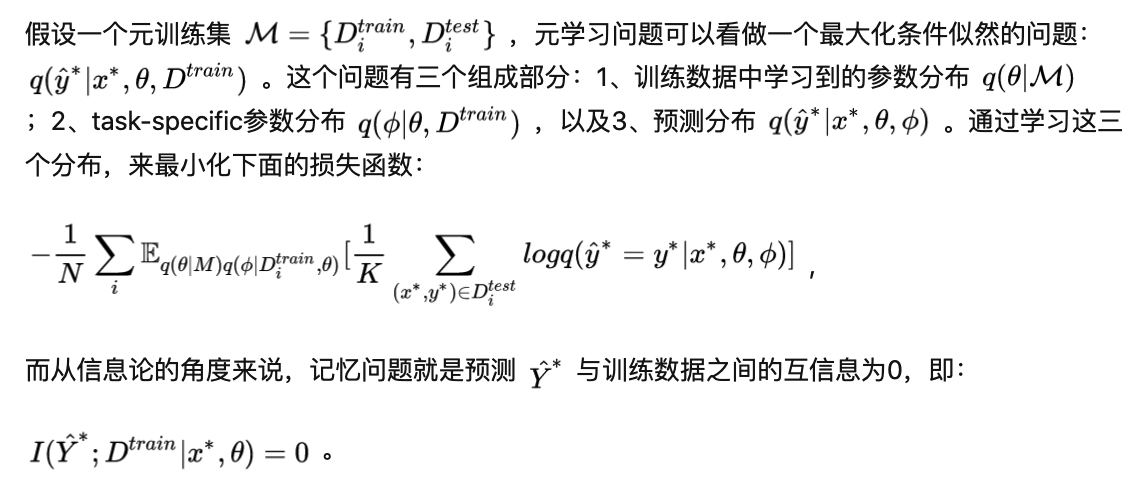 假设一个元训练集 $\mathcal{M} = \{D_i^{train}, D_i^{test}\}$ ，元学习问题可以看做一个最大化条件似然的问题：
$q(\hat{y}^*|x^*, \theta, D^{train})$ 。这个问题有三个组成部分：1、训练数据中学习到的参数分布 $q(\theta|\mathcal{M})$
；2、task-specific参数分布 $q(\phi|\theta, D^{train})$ ，以及3、预测分布 $q(\hat{y}^*|x^*, \theta, \phi)$ 。通过学习这三
个分布，来最小化下面的损失函数：
$-\frac{1}{N} \sum_i \mathbb{E}_{q(\theta|M)q(\phi|D_i^{train},\theta)} [\frac{1}{K} \sum_{(x^*,y^*)\in D_i^{test}} logq(\hat{y}^* = y^*|x^*, \theta, \phi)]$ ，
而从信息论的角度来说，记忆问题就是预测 $\hat{Y}^*$ 与训练数据之间的互信息为0，即：
$I(\hat{Y}^*; D^{train}|x^*, \theta) = 0$ 。